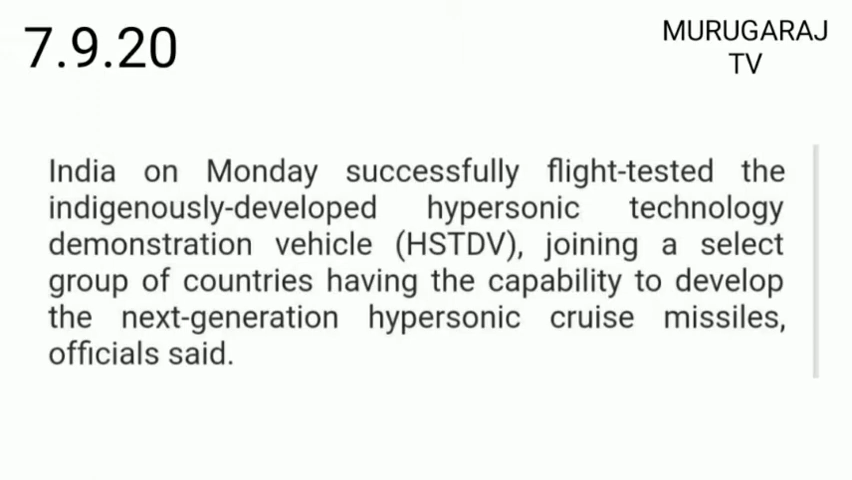 7.9.20
MURUGARAJ
TV
India on Monday successfully flight-tested the
indigenously-developed hypersonic technology
demonstration vehicle (HSTDV), joining a select
group of countries having the capability to develop
the next-generation hypersonic cruise missiles,
officials said.